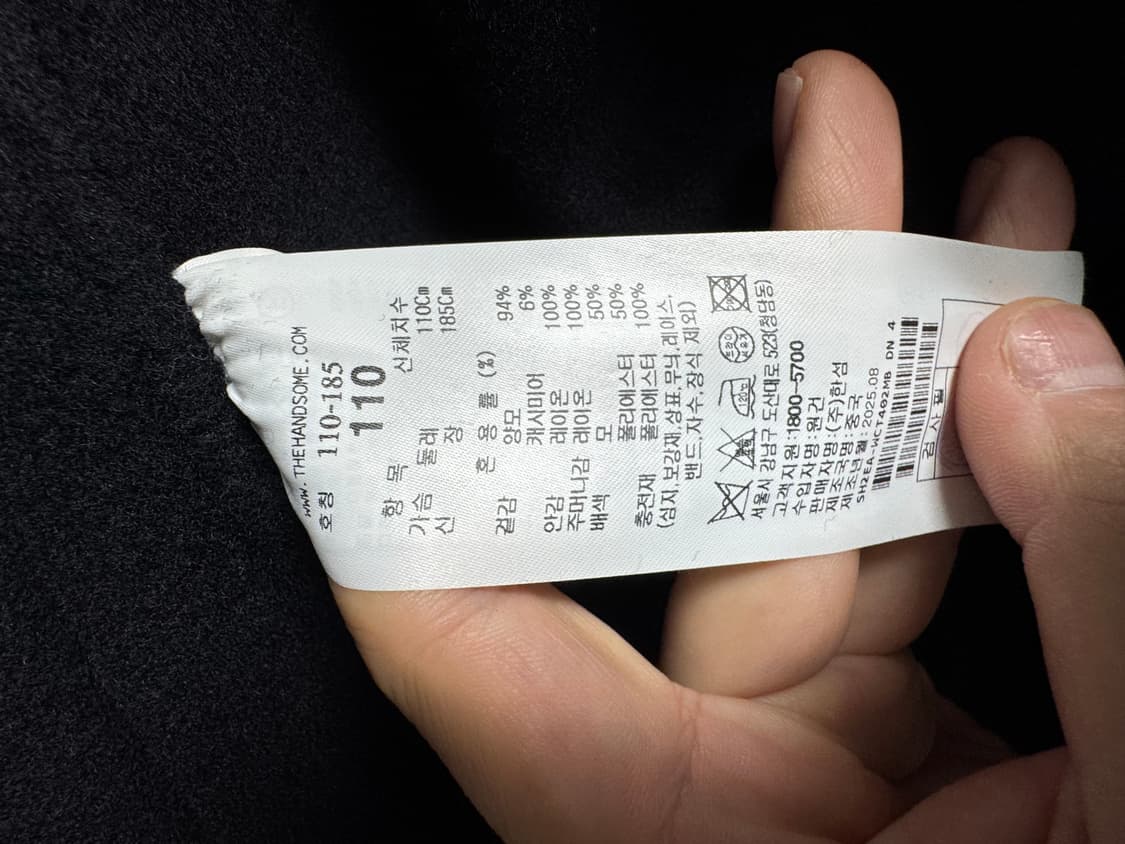 WWW.THEHANDSOME.COM
호칭 110-185
110
항 목 신체치수
가슴 둘레 110Cm
신 장 185Cm
혼 용 률 (%)
겉감 양모 94%
캐시미어 6%
안감 레이온 100%
주머니감 레이온 100%
배색 모 50%
폴리에스터 50%
충전재 폴리에스터 100%
(심지,보강재,상표,무늬,레이스,
밴드,자수,장식 제외)
120℃
서울시 강남구 도산대로 523(청담동)
고객지원:1800-5700
수입자명:원건
판매자명:(주)한섬
제조국명:중국
제조년월:2025.08
SH2EA-WCT402MB DN 4
검사필